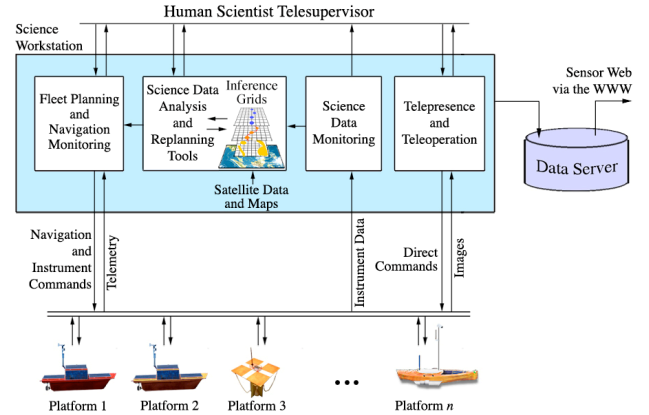 Human Scientist Telesupervisor
Science
Workstation
Fleet Planning
and
Navigation
Monitoring
Science Data
Analysis
and
Replanning
Tools
Inference
Grids
Satellite Data
and Maps
Science
Data
Monitoring
Telepresence
and
Teleoperation
Sensor Web
via the WWW
Data Server
Navigation
and
Instrument
Commands
Telemetry
Instrument Data
Direct
Commands
Images
Platform 1
Platform 2
Platform 3
Platform n